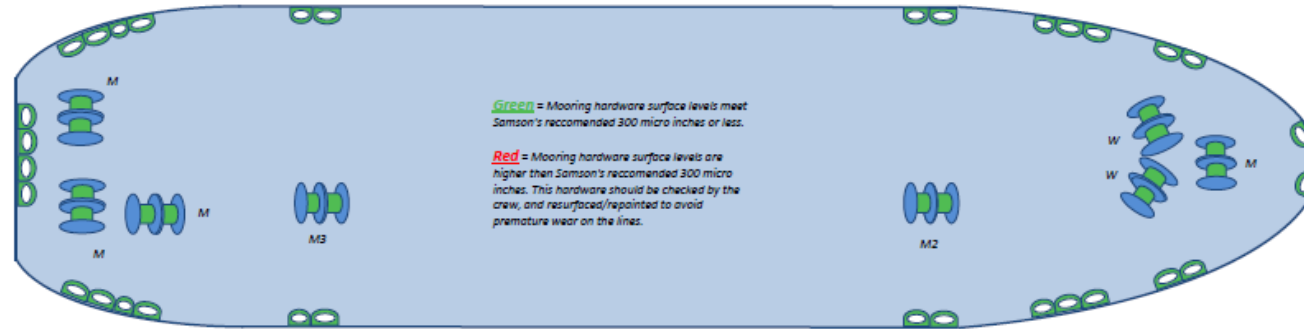 M
Green = Mooring hardware surface levels meet
Samson's reccomended 300 micro inches or less.
W
Red = Mooring hardware surface levels are
higher then Samson's reccomended 300 micro
inches. This hardware should be checked by the
crew, and resurfaced/repainted to avoid
premature wear on the lines.
M
W
M
M3
M2
M